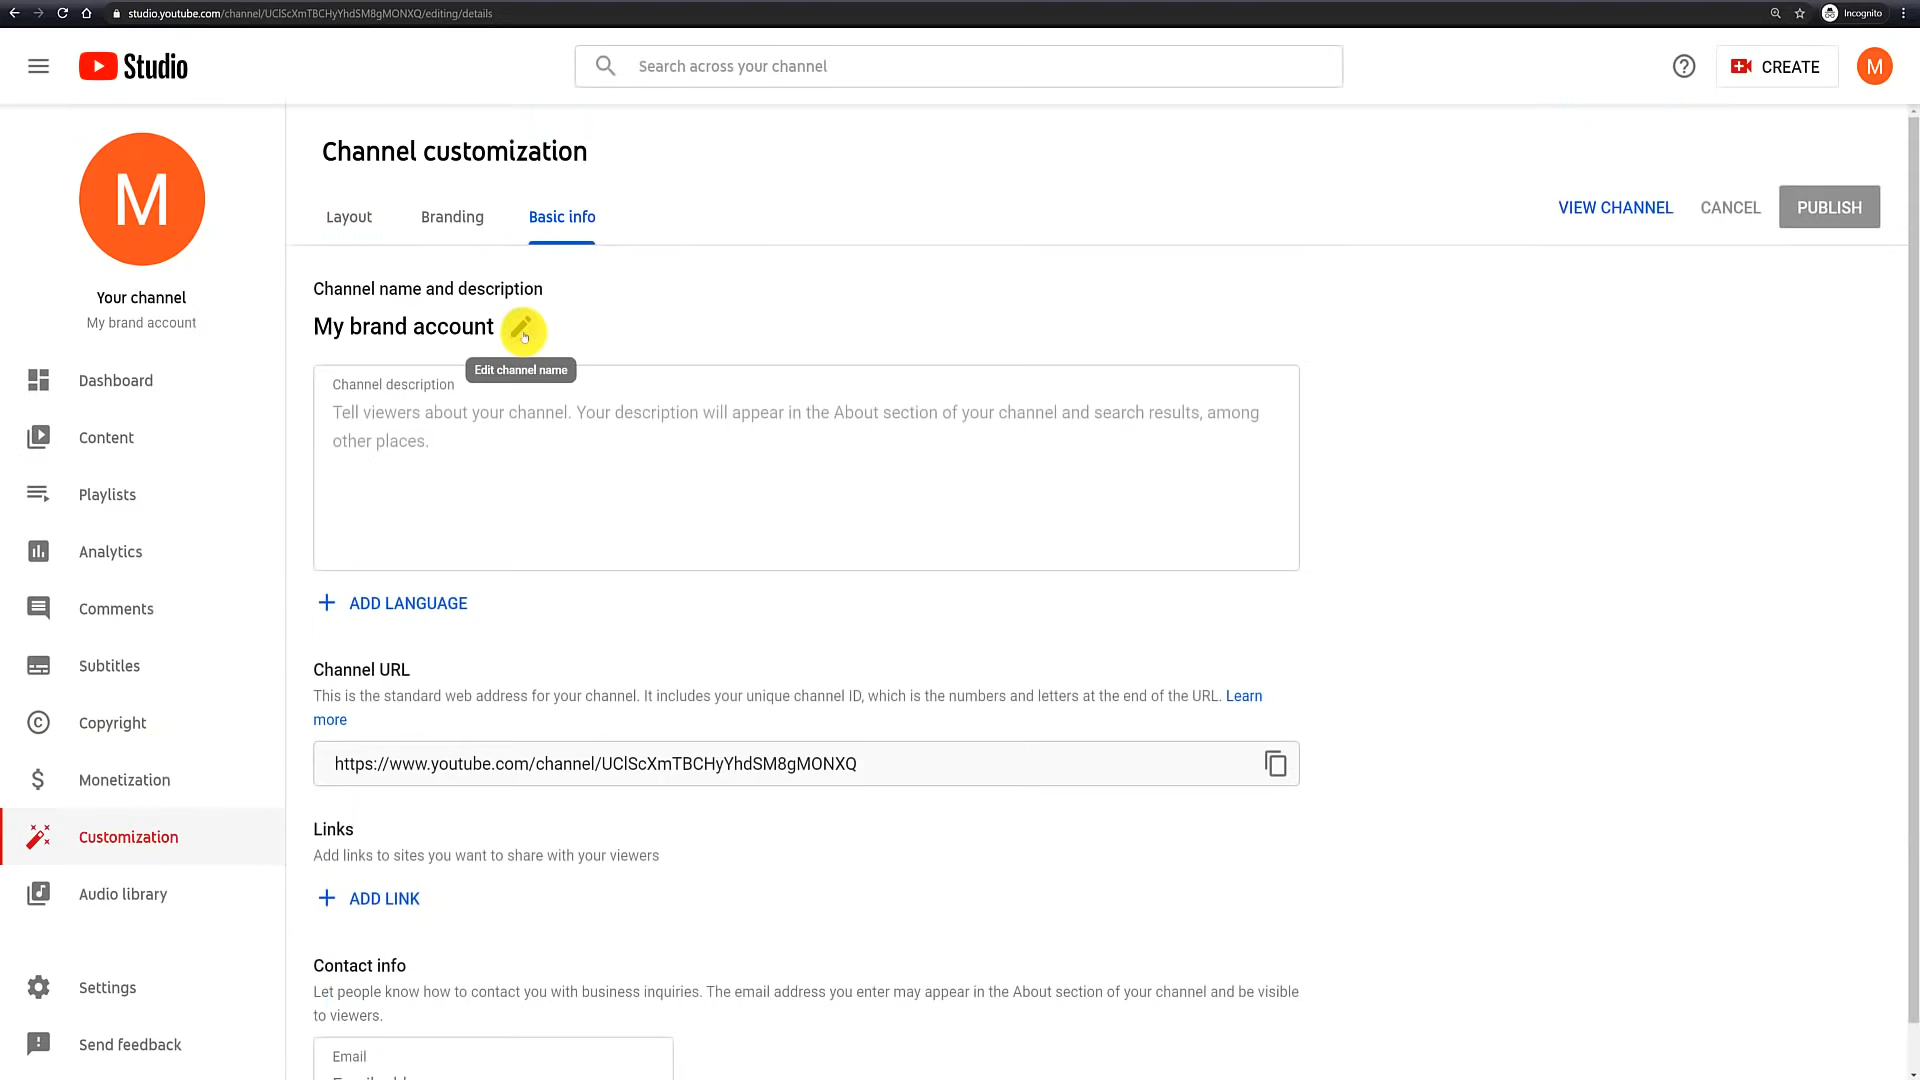 studio.youtube.com/channel/UClScXmTBCHyYhdSM8gMONXQ/editing/details
Incognito
Studio
Search across your channel
CREATE
M
M
Your channel
My brand account
Dashboard
Content
Playlists
Analytics
Comments
Subtitles
Copyright
Monetization
Customization
Audio library
Settings
Send feedback
Channel customization
Layout
Branding
Basic info
VIEW CHANNEL
CANCEL
PUBLISH
Channel name and description
My brand account
Edit channel name
Channel description
Tell viewers about your channel. Your description will appear in the About section of your channel and search results, among
other places.
ADD LANGUAGE
Channel URL
This is the standard web address for your channel. It includes your unique channel ID, which is the numbers and letters at the end of the URL. Learn
more
https://www.youtube.com/channel/UClScXmTBCHyYhdSM8gMONXQ
Links
Add links to sites you want to share with your viewers
ADD LINK
Contact info
Let people know how to contact you with business inquiries. The email address you enter may appear in the About section of your channel and be visible
to viewers.
Email